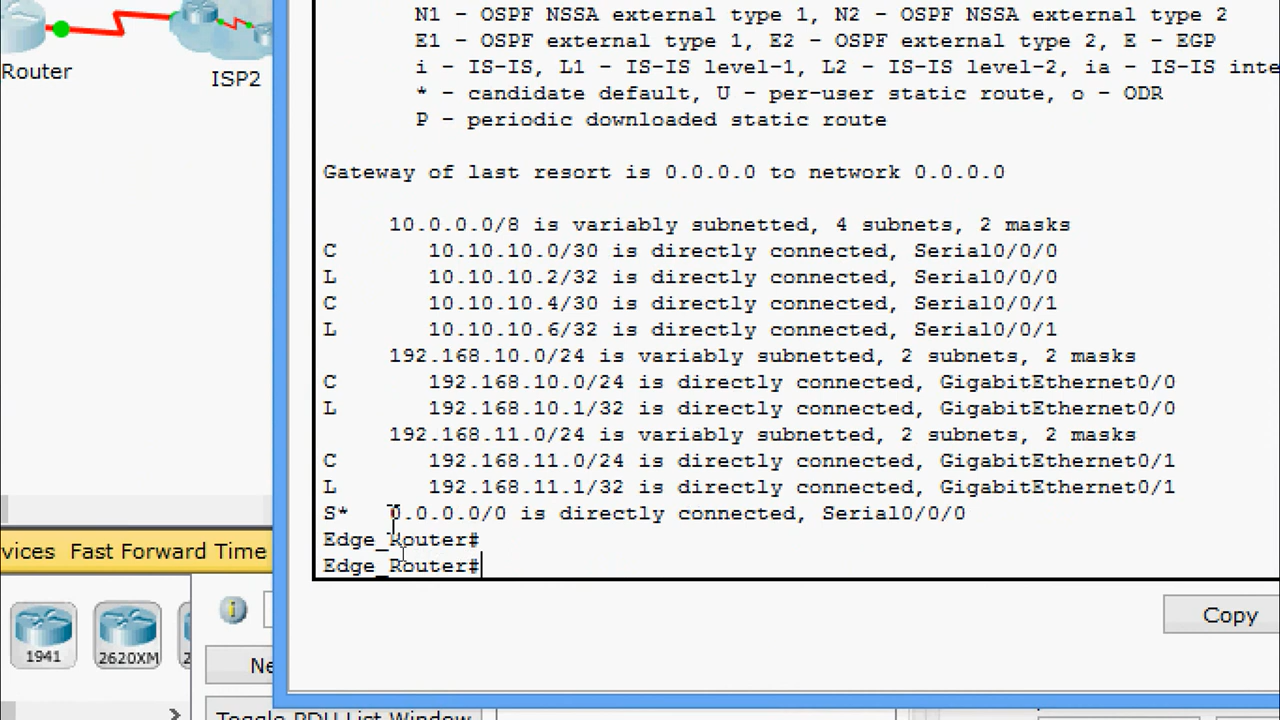 Router
ISP2
N1 - OSPF NSSA external type 1, N2 - OSPF NSSA external type 2
E1 - OSPF external type 1, E2 - OSPF external type 2, E - EGP
i - IS-IS, L1 - IS-IS level-1, L2 - IS-IS level-2, ia - IS-IS inte
* - candidate default, U - per-user static route, o - ODR
P - periodic downloaded static route
Gateway of last resort is 0.0.0.0 to network 0.0.0.0
10.0.0.0/8 is variably subnetted, 4 subnets, 2 masks
C 10.10.10.0/30 is directly connected, Serial0/0/0
L 10.10.10.2/32 is directly connected, Serial0/0/0
C 10.10.10.4/30 is directly connected, Serial0/0/1
L 10.10.10.6/32 is directly connected, Serial0/0/1
192.168.10.0/24 is variably subnetted, 2 subnets, 2 masks
C 192.168.10.0/24 is directly connected, GigabitEthernet0/0
L 192.168.10.1/32 is directly connected, GigabitEthernet0/0
192.168.11.0/24 is variably subnetted, 2 subnets, 2 masks
C 192.168.11.0/24 is directly connected, GigabitEthernet0/1
L 192.168.11.1/32 is directly connected, GigabitEthernet0/1
S* 0.0.0.0/0 is directly connected, Serial0/0/0
Edge_Router#
Edge_Router#
Copy
vices Fast Forward Time
1941
2620XM
2
Ne
Toggle PDU List Window